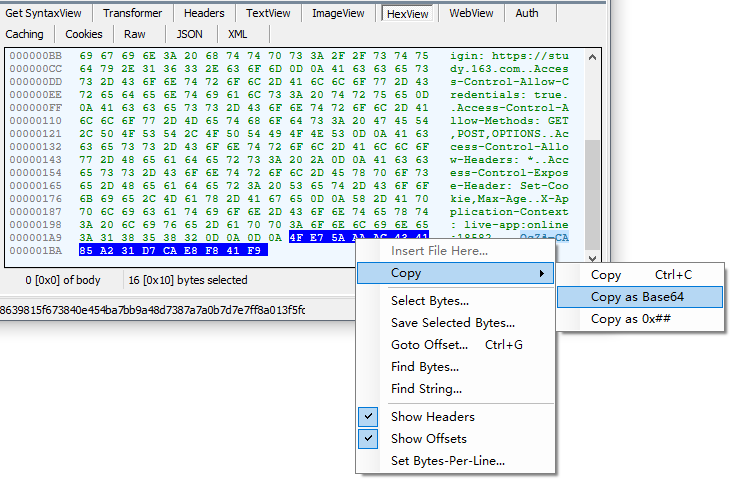 Get SyntaxView Transformer Headers TextView ImageView HexView WebView Auth
Caching Cookies Raw JSON XML
000000BB 69 67 69 6E 3A 20 68 74 74 70 73 3A 2F 2F 73 74 75 igin: https://stu
000000CC 64 79 2E 31 36 33 2E 63 6F 6D 0D 0A 41 63 63 65 73 dy.163.com..Acces
000000DD 73 2D 43 6F 6E 74 72 6F 6C 2D 41 6C 6C 6F 77 2D 43 s-Control-Allow-C
000000EE 72 65 64 65 6E 74 69 61 6C 73 3A 20 74 72 75 65 0D redentials: true.
000000FF 0A 41 63 63 65 73 73 2D 43 6F 6E 74 72 6F 6C 2D 41 .Access-Control-A
00000110 6C 6C 6F 77 2D 4D 65 74 68 6F 64 73 3A 20 47 45 54 llow-Methods: GET
00000121 2C 50 4F 53 54 2C 4F 50 54 49 4F 4E 53 0D 0A 41 63 ,POST,OPTIONS..Ac
00000132 63 65 73 73 2D 43 6F 6E 74 72 6F 6C 2D 41 6C 6C 6F cess-Control-Allo
00000143 77 2D 48 65 61 64 65 72 73 3A 20 2A 0D 0A 41 63 63 w-Headers: *..Acc
00000154 65 73 73 2D 43 6F 6E 74 72 6F 6C 2D 45 78 70 6F 73 ess-Control-Expos
00000165 65 2D 48 65 61 64 65 72 3A 20 53 65 74 2D 43 6F 6F e-Header: Set-Coo
00000176 6B 69 65 2C 4D 61 78 2D 41 67 65 0D 0A 58 2D 41 70 kie,Max-Age..X-Ap
00000187 70 6C 69 63 61 74 69 6F 6E 2D 43 6F 6E 74 65 78 74 plication-Context
00000198 3A 20 6C 69 76 65 2D 61 70 70 3A 6F 6E 6C 69 6E 65 : live-app:online
000001A9 3A 31 38 35 38 32 0D 0A 0D 0A 4F E7 5A :18582
000001BA 85 A2 31 D7 CA E8 F8 41 F9
Insert File Here...
Copy
Copy Ctrl+C
Copy as Base64
Copy as 0x##
Select Bytes...
Save Selected Bytes...
Goto Offset... Ctrl+G
Find Bytes...
Find String...
Show Headers
Show Offsets
Set Bytes-Per-Line...
0 [0x0] of body 16 [0x10] bytes selected
8639815f673840e454ba7bb9a48d7387a7a0b7d7e7ff8a013f5fc